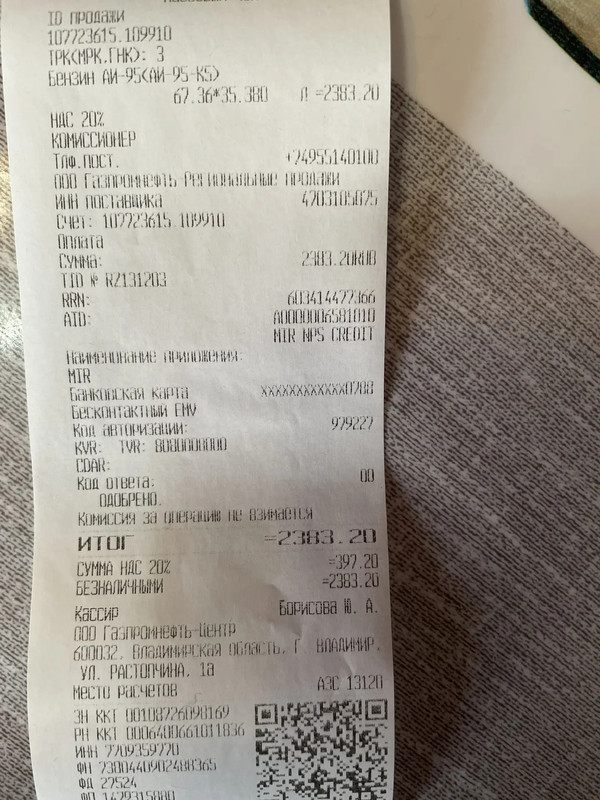 ID ПРОДАЖИ
107723615.109910
ТРК(МРК.ГНК): 3
Бензин АИ-95(АИ-95-К5)
67.36*35.380 Л =2383.20
НДС 20%
КОМИССИОНЕР
ТЛФ.ПОСТ. +74955140100
ООО Газпромнефть Региональные продажи
ИНН ПОСТАВЩИКА 4703105075
Счет: 107723615.109910
Оплата
Сумма: 2383.20RUB
TID № RZ131203
RRN: 603414477366
AID: A0000006581010
MIR NPS CREDIT
Наименование приложения:
MIR
Банковская карта XXXXXXXXXXXX0788
Бесконтактный EMV
Код авторизации: 979227
KVR: TVR: 8080008000
CDAR:
Код ответа: 00
ОДОБРЕНО.
Комиссия за операцию не взимается
ИТОГ =2383.20
СУММА НДС 20% =397.20
БЕЗНАЛИЧНЫМИ =2383.20
Кассир Борисова Ю. А.
ООО Газпромнефть-Центр
600032, Владимирская область, Г ВЛАДИМИР,
УЛ. РАСТОПЧИНА, 1а
Место расчетов АЗС 13120
ЗН ККТ 00108726098169
РН ККТ 0006400661011836
ИНН 7709359770
ФН 7380440902488365
ФД 27524
ФП 1429315800